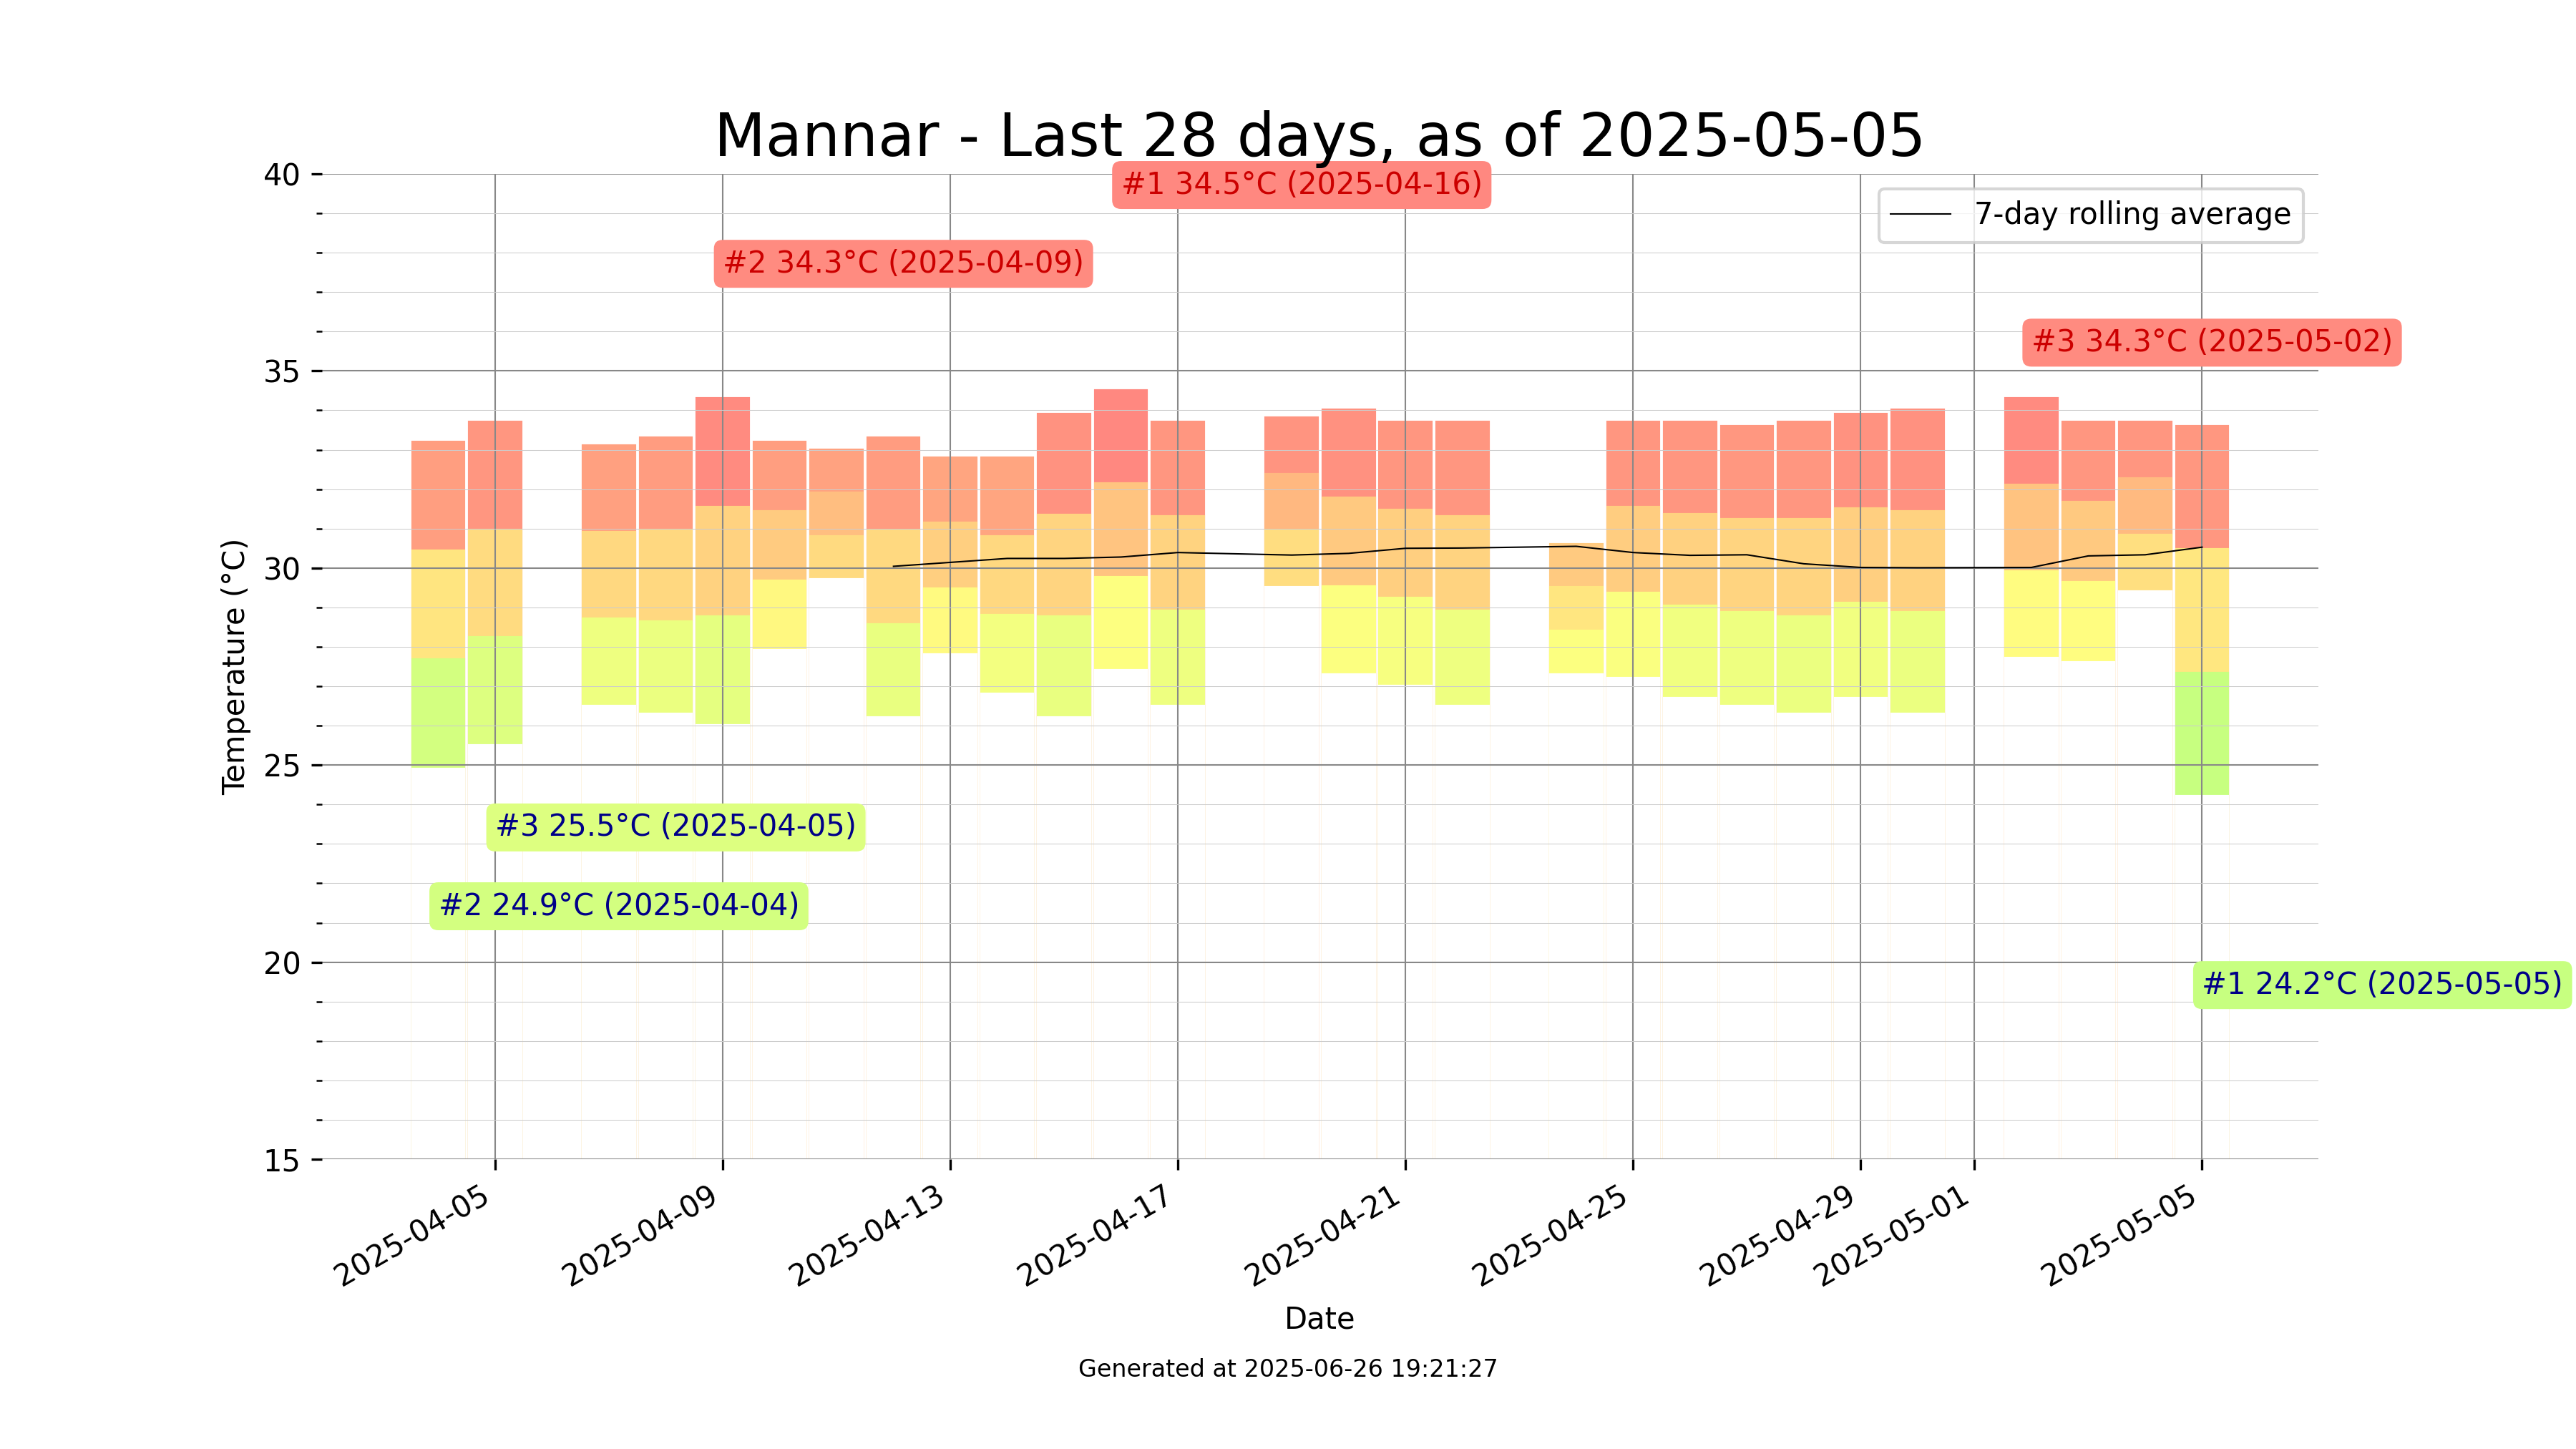 Mannar - Last 28 days, as of 2025-05-05
#1 34.5°C (2025-04-16)
#2 34.3°C (2025-04-09)
#3 34.3°C (2025-05-02)
7-day rolling average
40
35
30
25
20
15
Temperature (°C)
#3 25.5°C (2025-04-05)
#2 24.9°C (2025-04-04)
#1 24.2°C (2025-05-05)
2025-04-05
2025-04-09
2025-04-13
2025-04-17
2025-04-21
2025-04-25
2025-04-29
2025-05-01
2025-05-05
Date
Generated at 2025-06-26 19:21:27